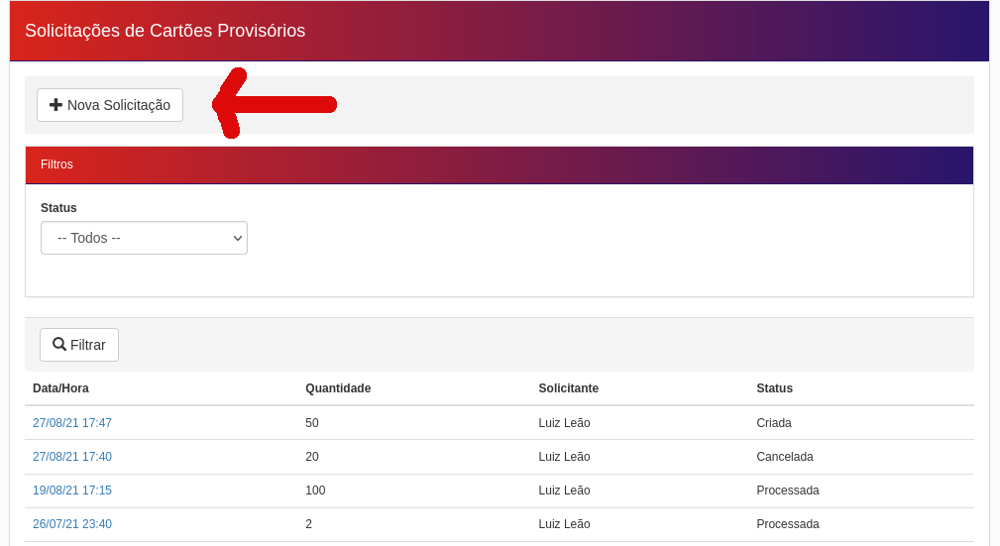 Solicitações de Cartões Provisórios
Nova Solicitação
Filtros
Status
-- Todos --
Filtrar
Data/Hora Quantidade Solicitante Status
27/08/21 17:47 50 Luiz Leão Criada
27/08/21 17:40 20 Luiz Leão Cancelada
19/08/21 17:15 100 Luiz Leão Processada
26/07/21 23:40 2 Luiz Leão Processada